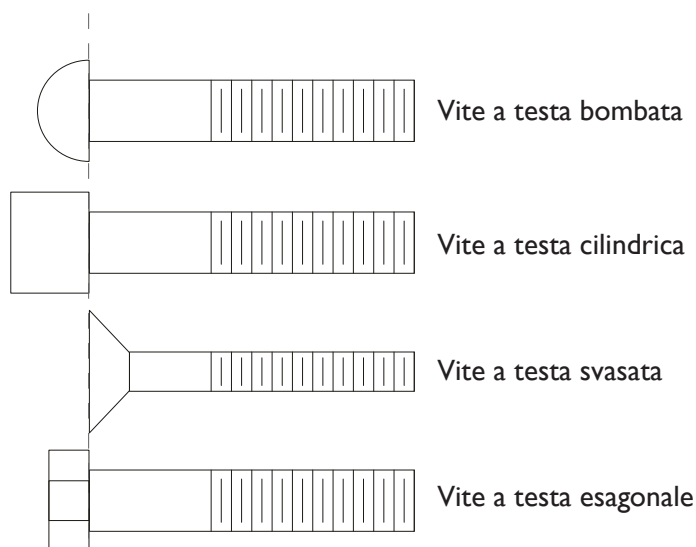 Vite a testa bombata
Vite a testa cilindrica
Vite a testa svasata
Vite a testa esagonale